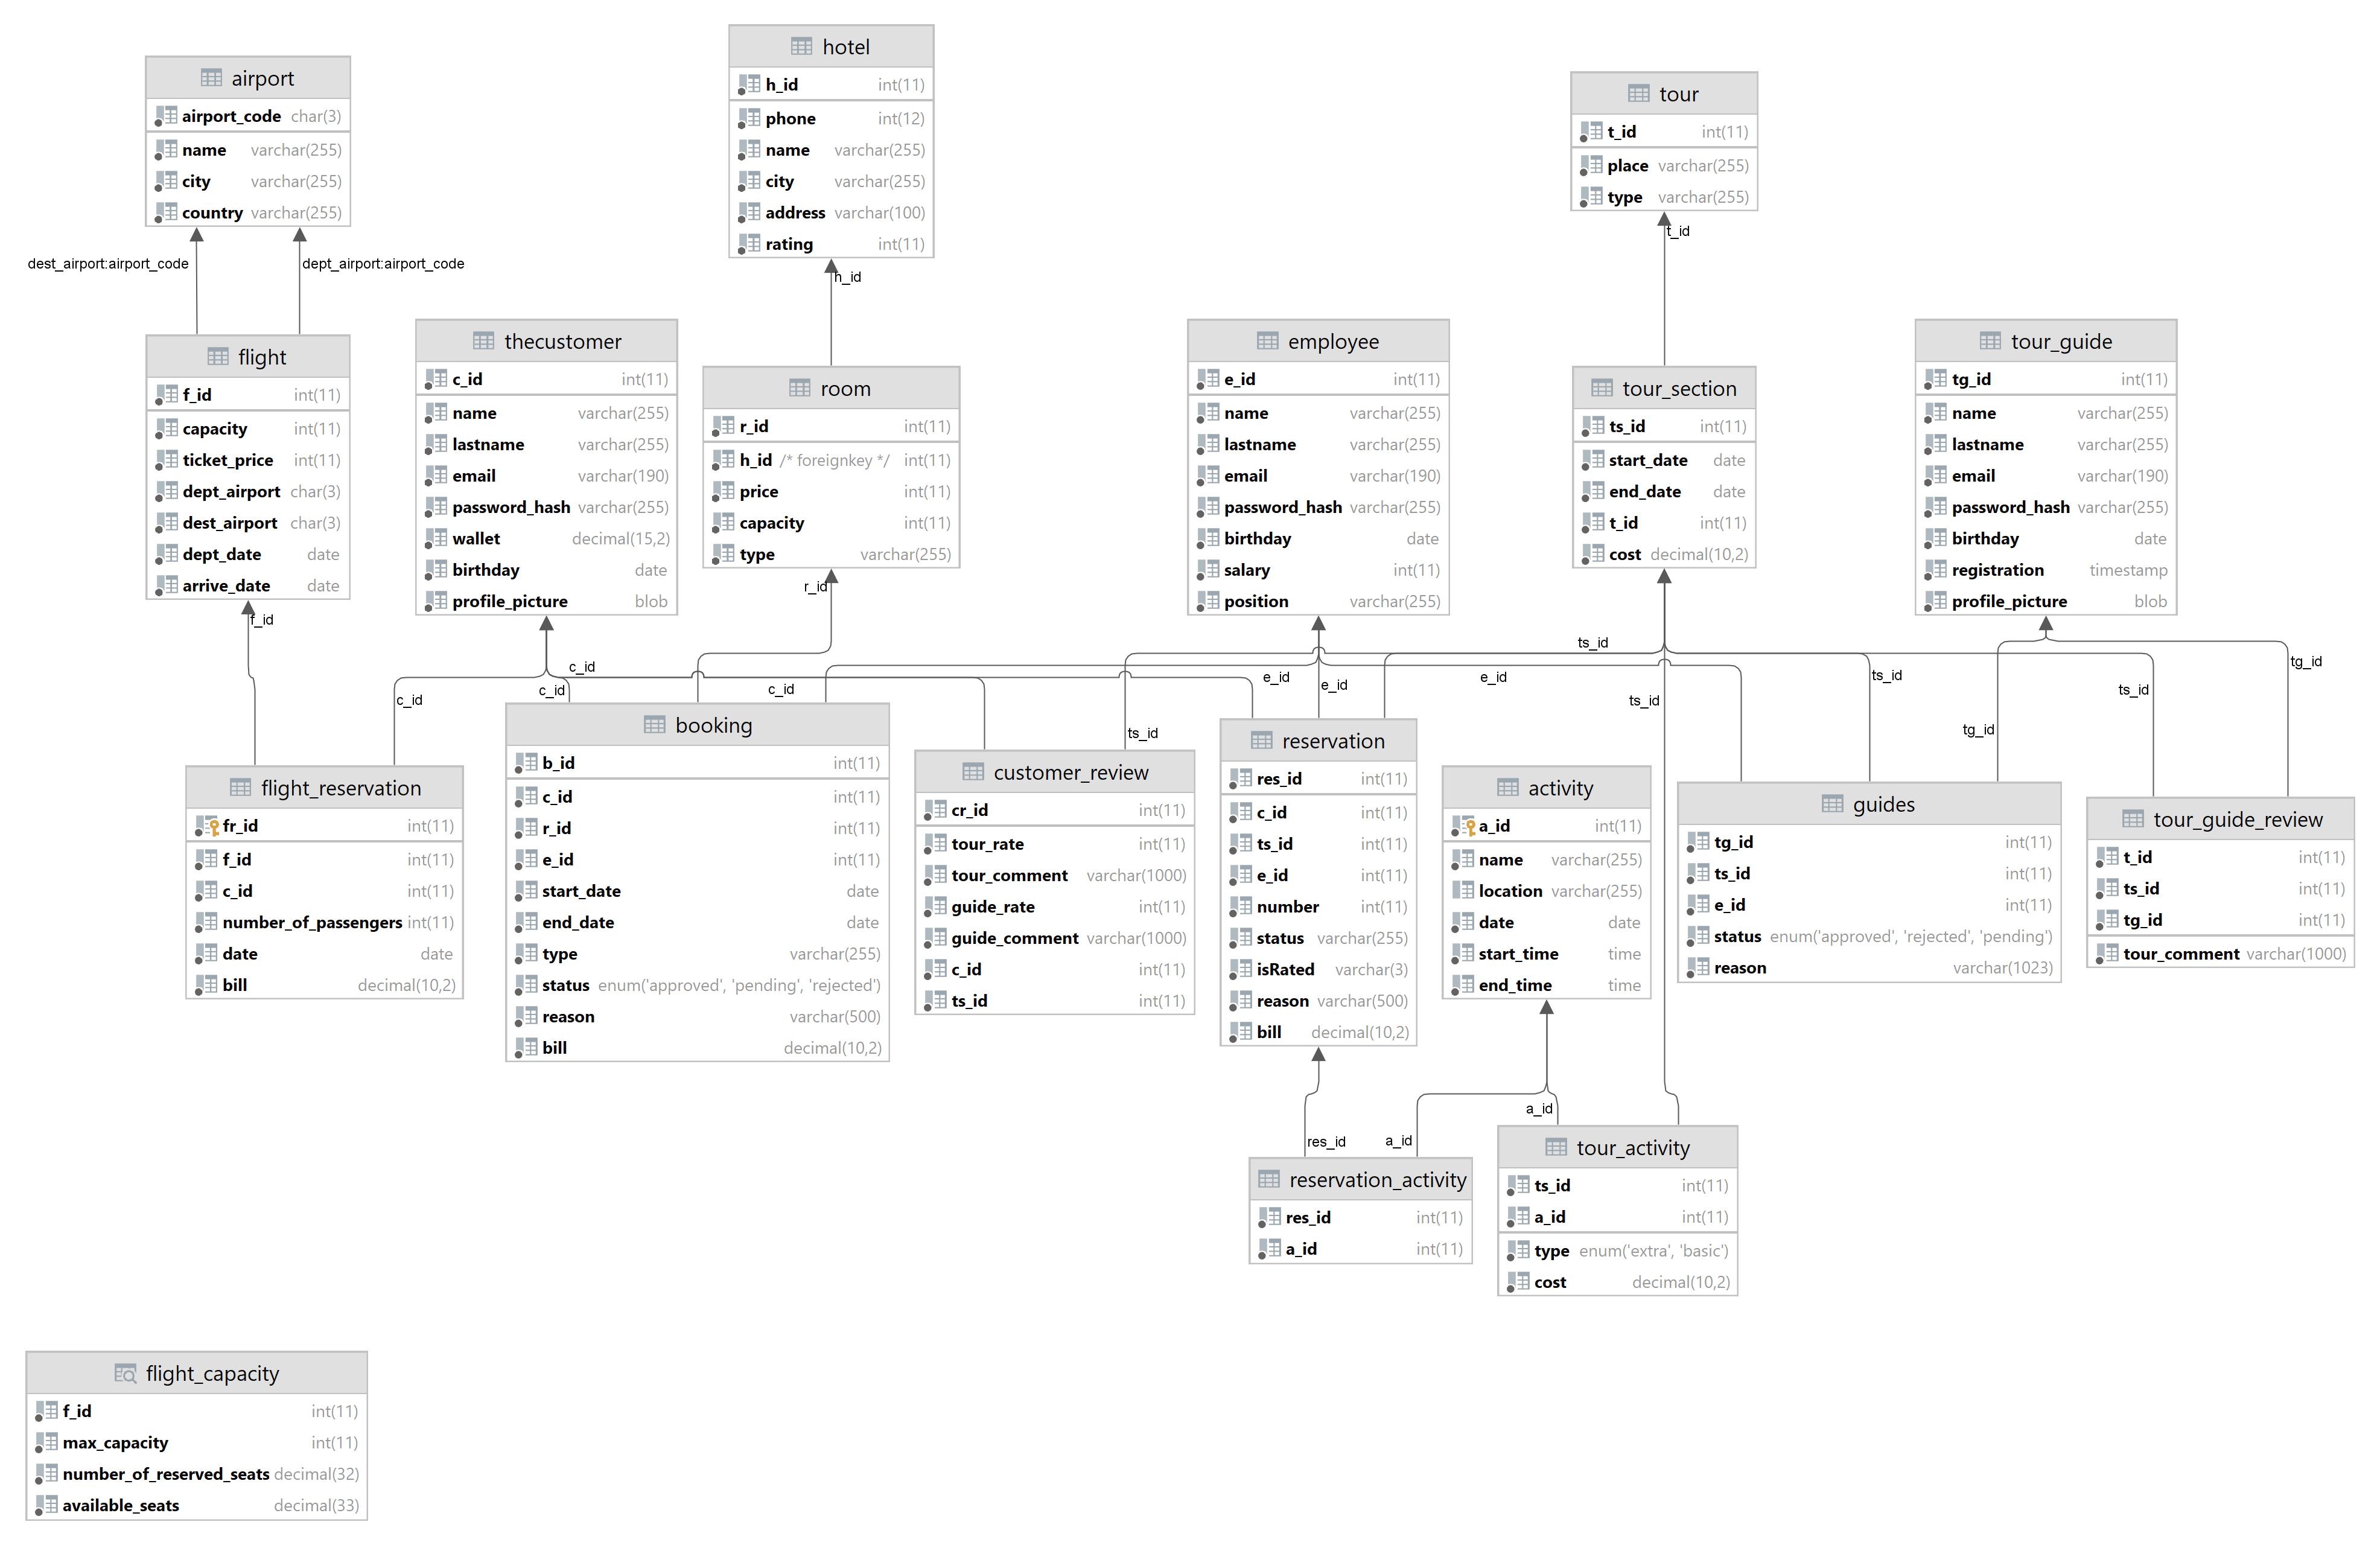 hotel
h_id int(11)
phone int(12)
name varchar(255)
city varchar(255)
address varchar(100)
rating int(11)
airport
airport_code char(3)
name varchar(255)
city varchar(255)
country varchar(255)
tour
t_id int(11)
place varchar(255)
type varchar(255)
dest_airport:airport_code
dept_airport:airport_code
h_id
t_id
flight
f_id int(11)
capacity int(11)
ticket_price int(11)
dept_airport char(3)
dest_airport char(3)
dept_date date
arrive_date date
thecustomer
c_id int(11)
name varchar(255)
lastname varchar(255)
email varchar(190)
password_hash varchar(255)
wallet decimal(15,2)
birthday date
profile_picture blob
room
r_id int(11)
h_id /* foreignkey */ int(11)
price int(11)
capacity int(11)
type varchar(255)
employee
e_id int(11)
name varchar(255)
lastname varchar(255)
email varchar(190)
password_hash varchar(255)
birthday date
salary int(11)
position varchar(255)
tour_section
ts_id int(11)
start_date date
end_date date
t_id int(11)
cost decimal(10,2)
tour_guide
tg_id int(11)
name varchar(255)
lastname varchar(255)
email varchar(190)
password_hash varchar(255)
birthday date
registration timestamp
profile_picture blob
f_id
r_id
c_id
c_id
c_id
c_id
ts_id
e_id
e_id
e_id
ts_id
ts_id
ts_id
ts_id
tg_id
tg_id
flight_reservation
fr_id int(11)
f_id int(11)
c_id int(11)
number_of_passengers int(11)
date date
bill decimal(10,2)
booking
b_id int(11)
c_id int(11)
r_id int(11)
e_id int(11)
start_date date
end_date date
type varchar(255)
status enum('approved', 'pending', 'rejected')
reason varchar(500)
bill decimal(10,2)
customer_review
cr_id int(11)
tour_rate int(11)
tour_comment varchar(1000)
guide_rate int(11)
guide_comment varchar(1000)
c_id int(11)
ts_id int(11)
reservation
res_id int(11)
c_id int(11)
ts_id int(11)
e_id int(11)
number int(11)
status varchar(255)
isRated varchar(3)
reason varchar(500)
bill decimal(10,2)
activity
a_id int(11)
name varchar(255)
location varchar(255)
date date
start_time time
end_time time
guides
tg_id int(11)
ts_id int(11)
e_id int(11)
status enum('approved', 'rejected', 'pending')
reason varchar(1023)
tour_guide_review
t_id int(11)
ts_id int(11)
tg_id int(11)
tour_comment varchar(1000)
res_id
a_id
a_id
reservation_activity
res_id int(11)
a_id int(11)
tour_activity
ts_id int(11)
a_id int(11)
type enum('extra', 'basic')
cost decimal(10,2)
flight_capacity
f_id int(11)
max_capacity int(11)
number_of_reserved_seats decimal(32)
available_seats decimal(33)